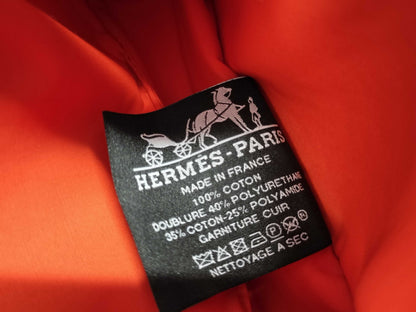 HERMES-PARIS
MADE IN FRANCE
100% COTON
DOUBLURE 40% POLYURETHANE
35% COTON-25% POLYAMIDE
GARNITURE CUIR
NETTOYAGE A SEC